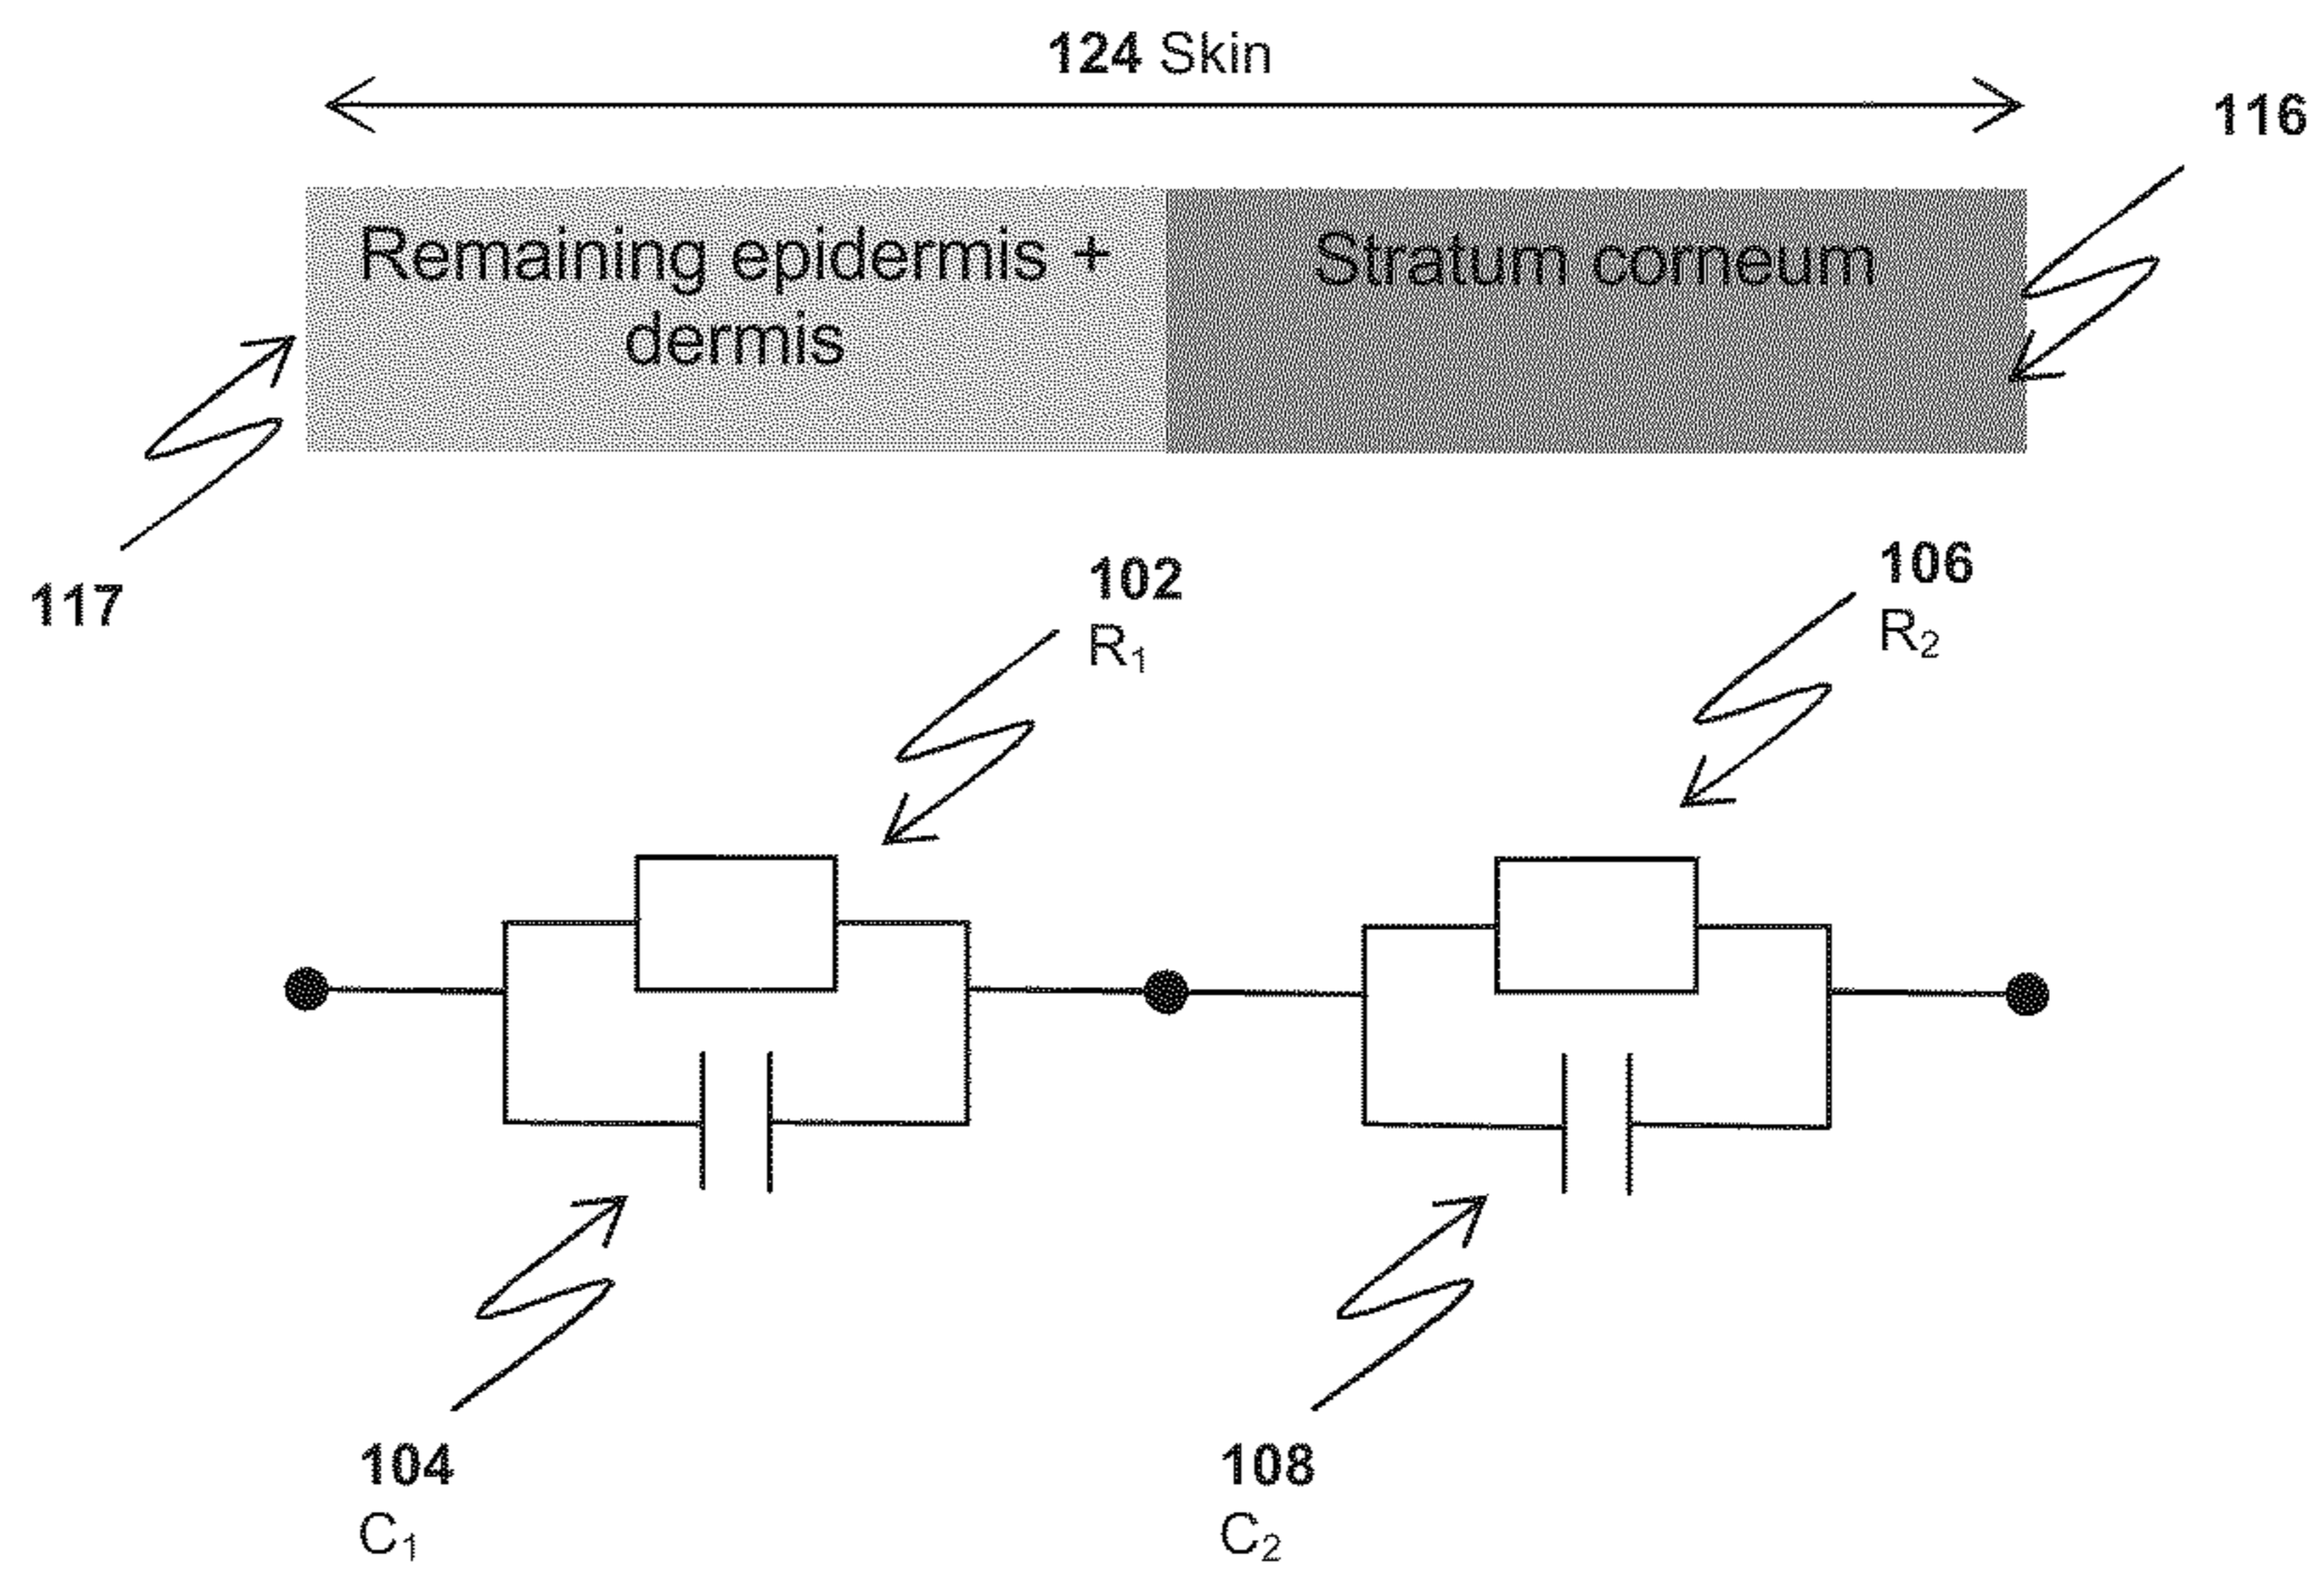 124 Skin
116
Remaining epidermis +
dermis
Stratum corneum
117
102
R₁
106
R₂
104
C₁
108
C₂